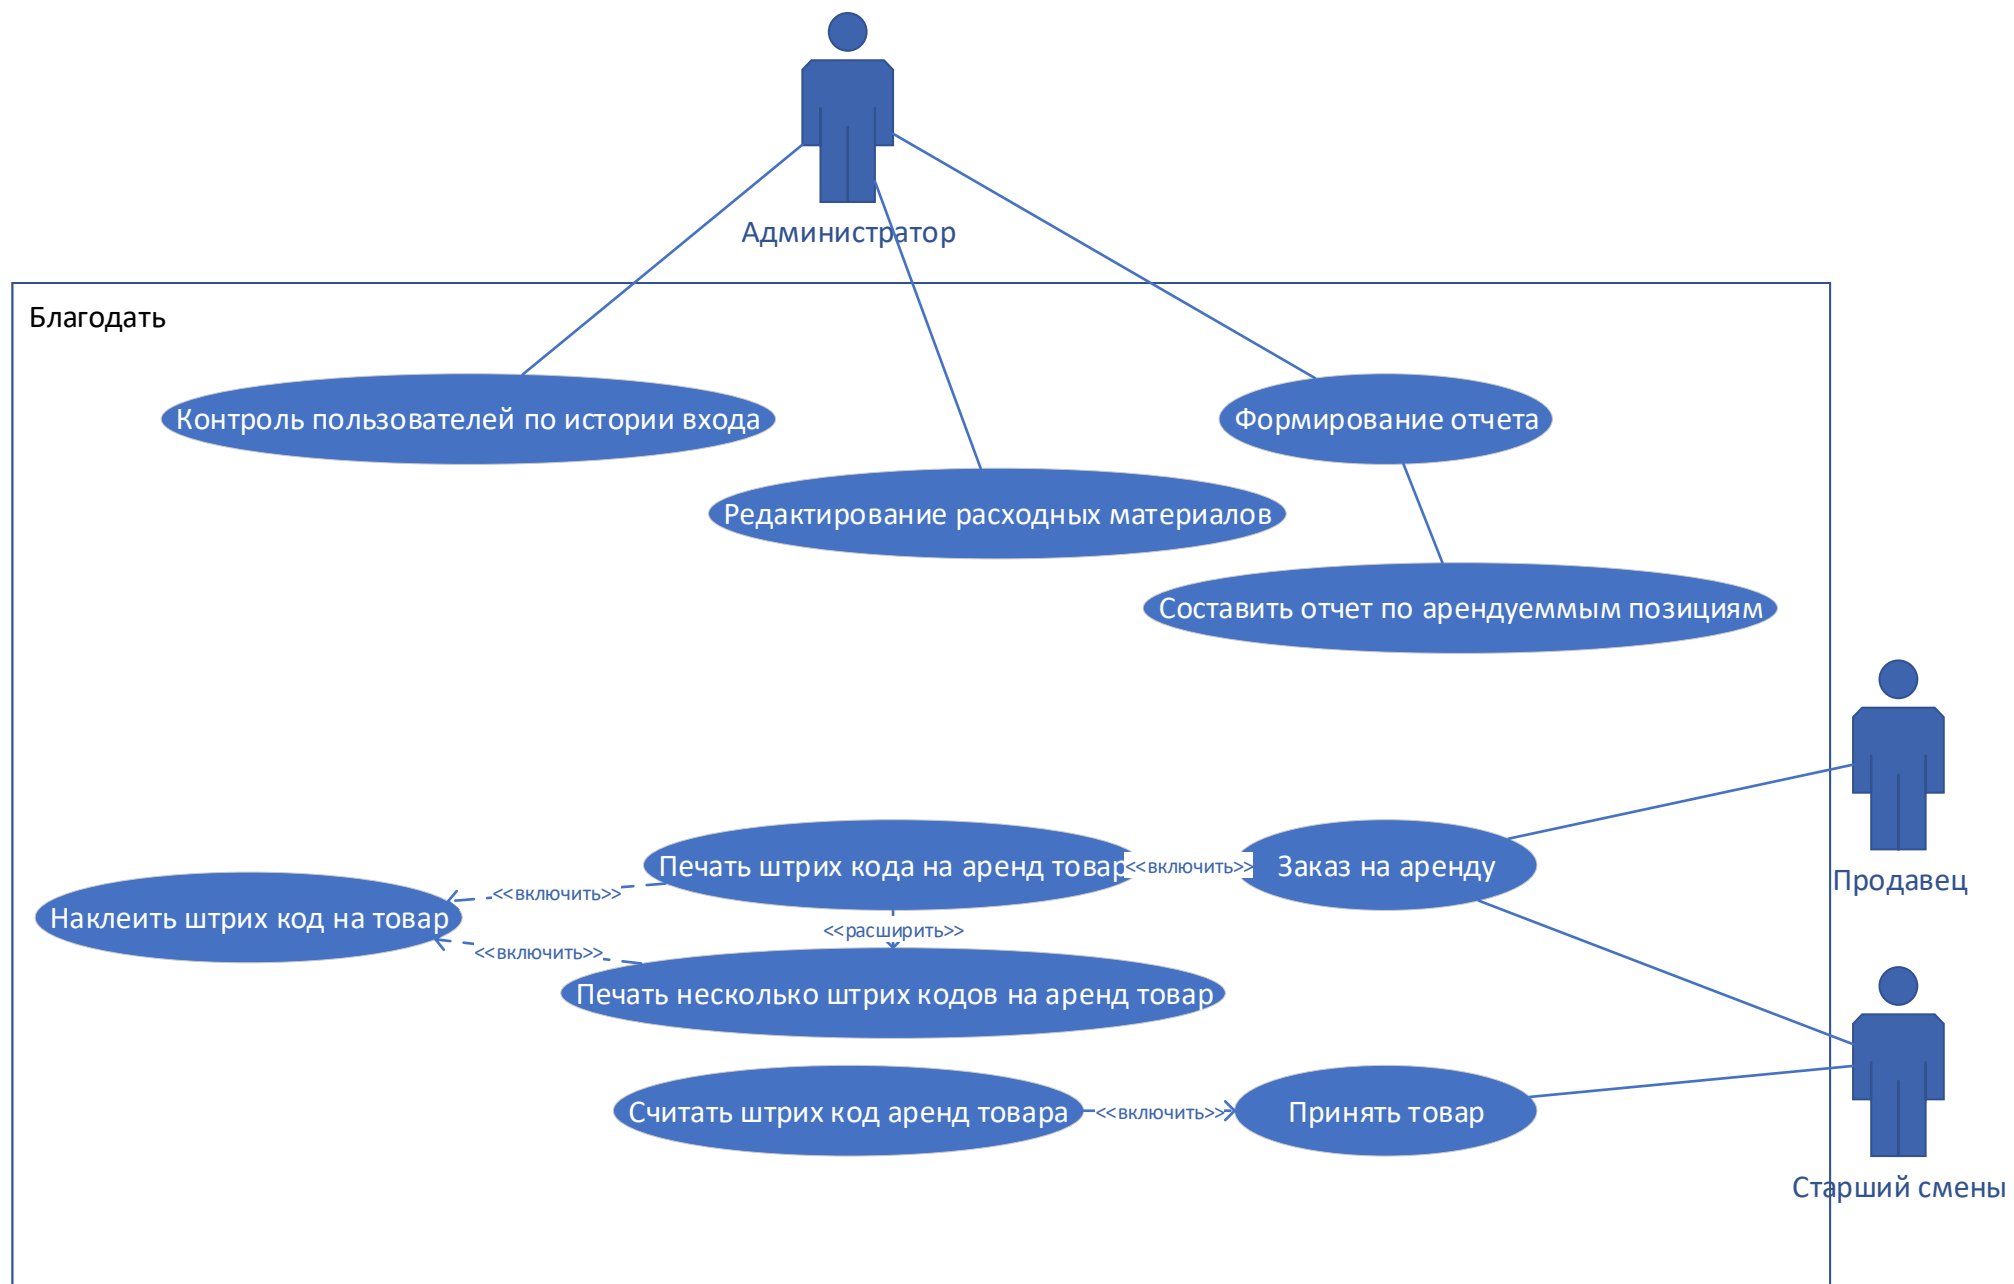 Администратор
Благодать
Контроль пользователей по истории входа
Формирование отчета
Редактирование расходных материалов
Составить отчет по арендуеммым позициям
Печать штрих кода на аренд товар
<<включить>>
Заказ на аренду
Продавец
<<включить>>
Наклеить штрих код на товар
<<расширить>>
<<включить>>
Печать несколько штрих кодов на аренд товар
Считать штрих код аренд товара
<<включить>>
Принять товар
Старший смены